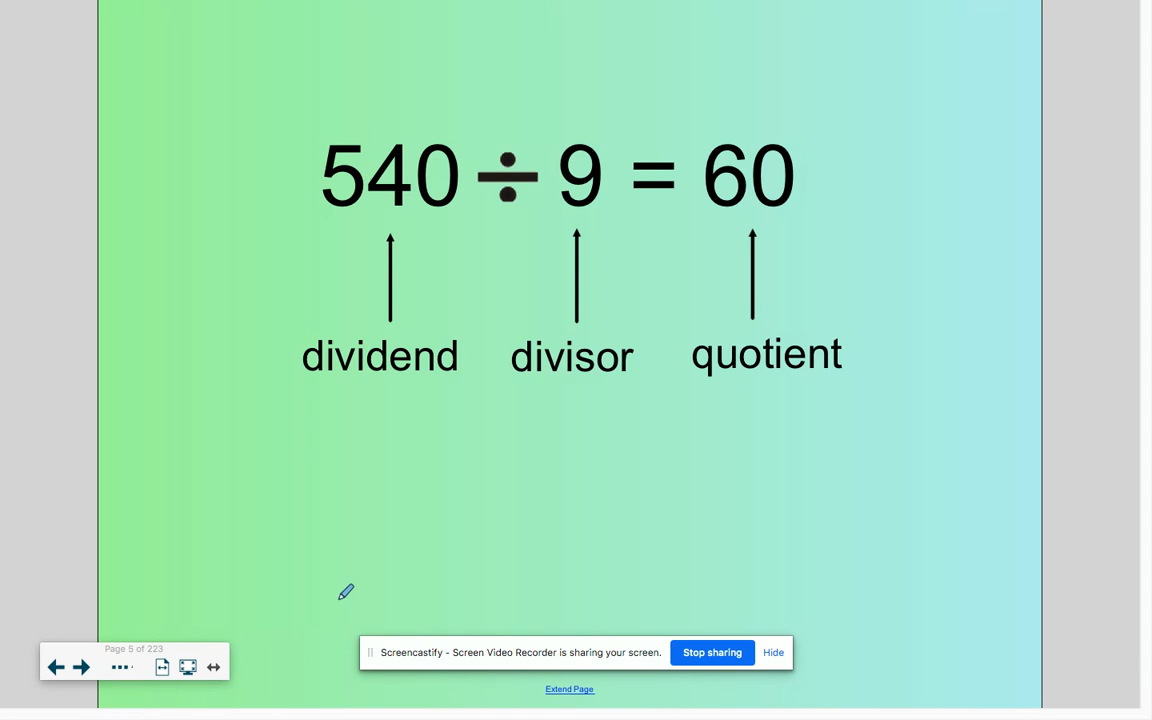 540 ÷ 9 = 60
dividend divisor quotient
Page 5 of 223
Screencastify - Screen Video Recorder is sharing your screen. Stop sharing Hide
Extend Page